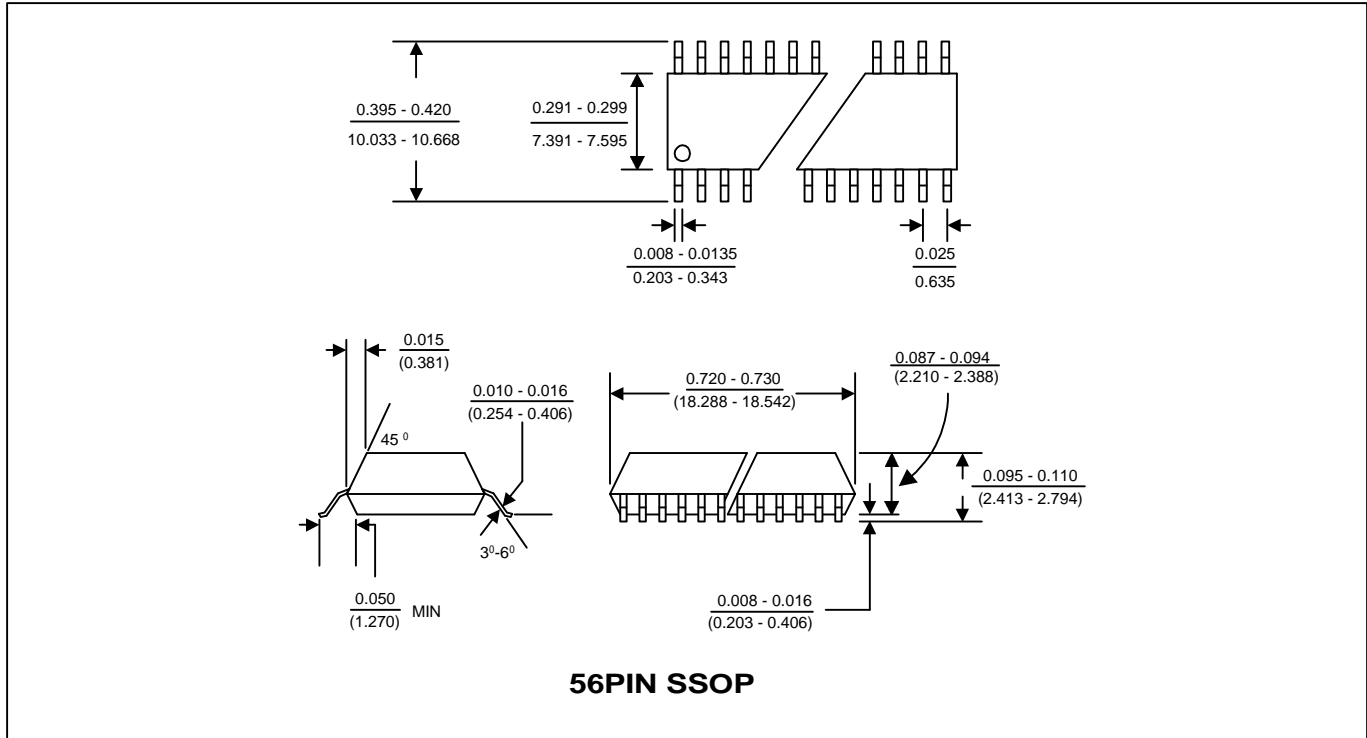 0.395 - 0.420
10.033 - 10.668
0.291 - 0.299
7.391 - 7.595
0.008 - 0.0135
0.203 - 0.343
0.025
0.635
0.015
(0.381)
0.010 - 0.016
(0.254 - 0.406)
45 0
30-60
0.050
(1.270) MIN
0.720 - 0.730
(18.288 - 18.542)
0.087 - 0.094
(2.210 - 2.388)
0.095 - 0.110
(2.413 - 2.794)
0.008 - 0.016
(0.203 - 0.406)
56PIN SSOP